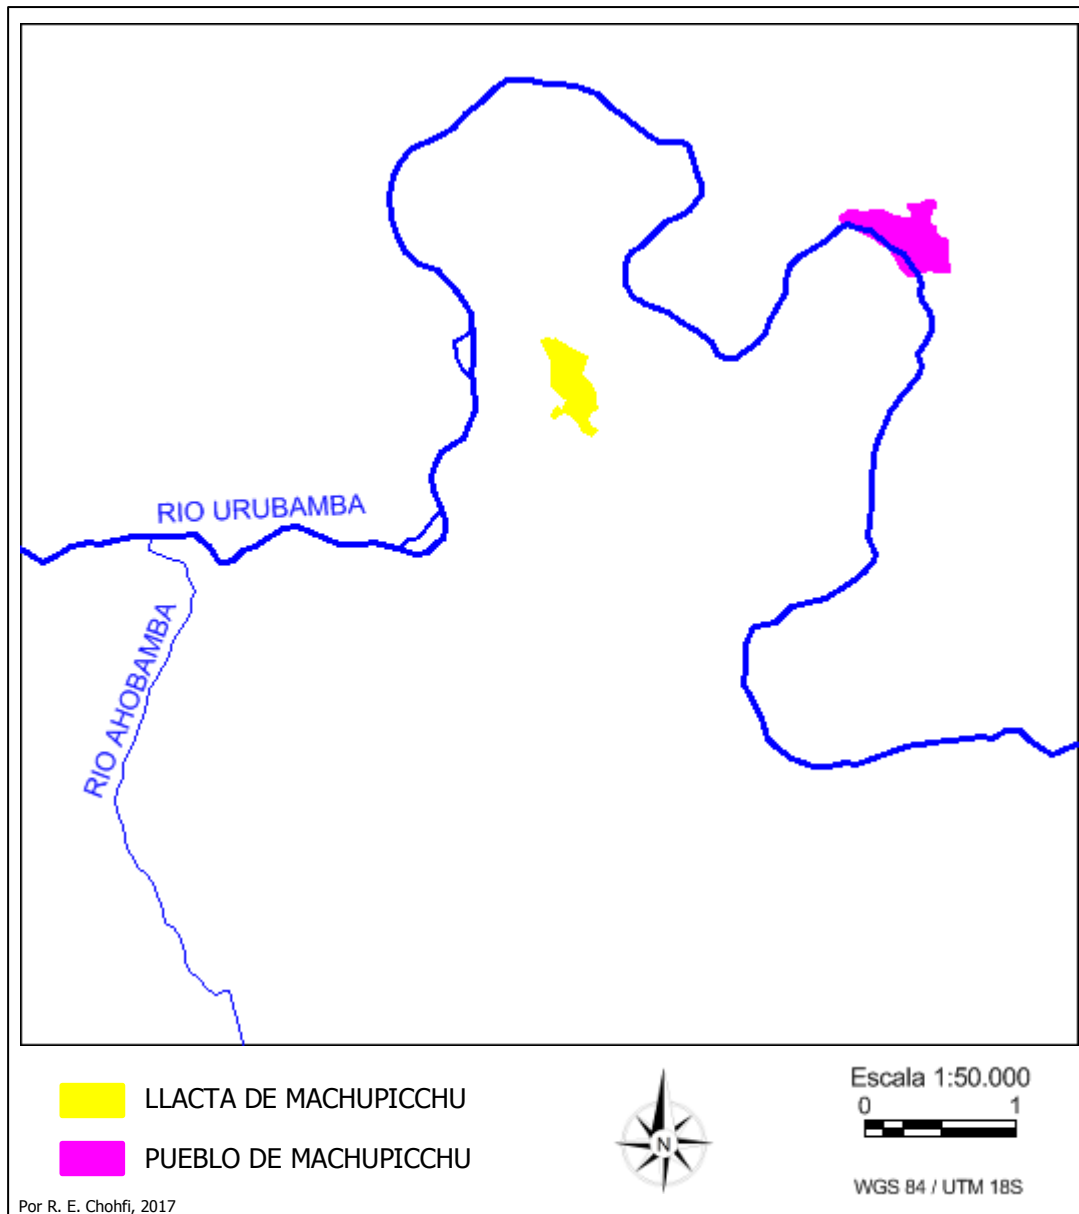 RIO URUBAMBA
RIO AHOBAMBA
LLACTA DE MACHUPICCHU
PUEBLO DE MACHUPICCHU
Por R. E. Chohfi, 2017
N
Escala 1:50.000
0 1
WGS 84 / UTM 18S